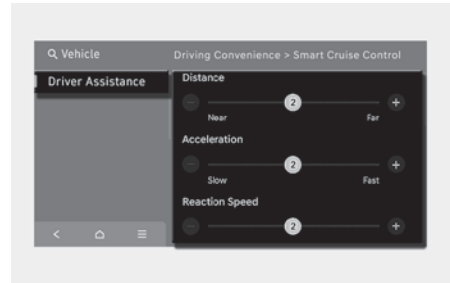 Vehicle
Driving Convenience > Smart Cruise Control
Driver Assistance
Distance
2
Near Far
Acceleration
2
Slow Fast
Reaction Speed
2